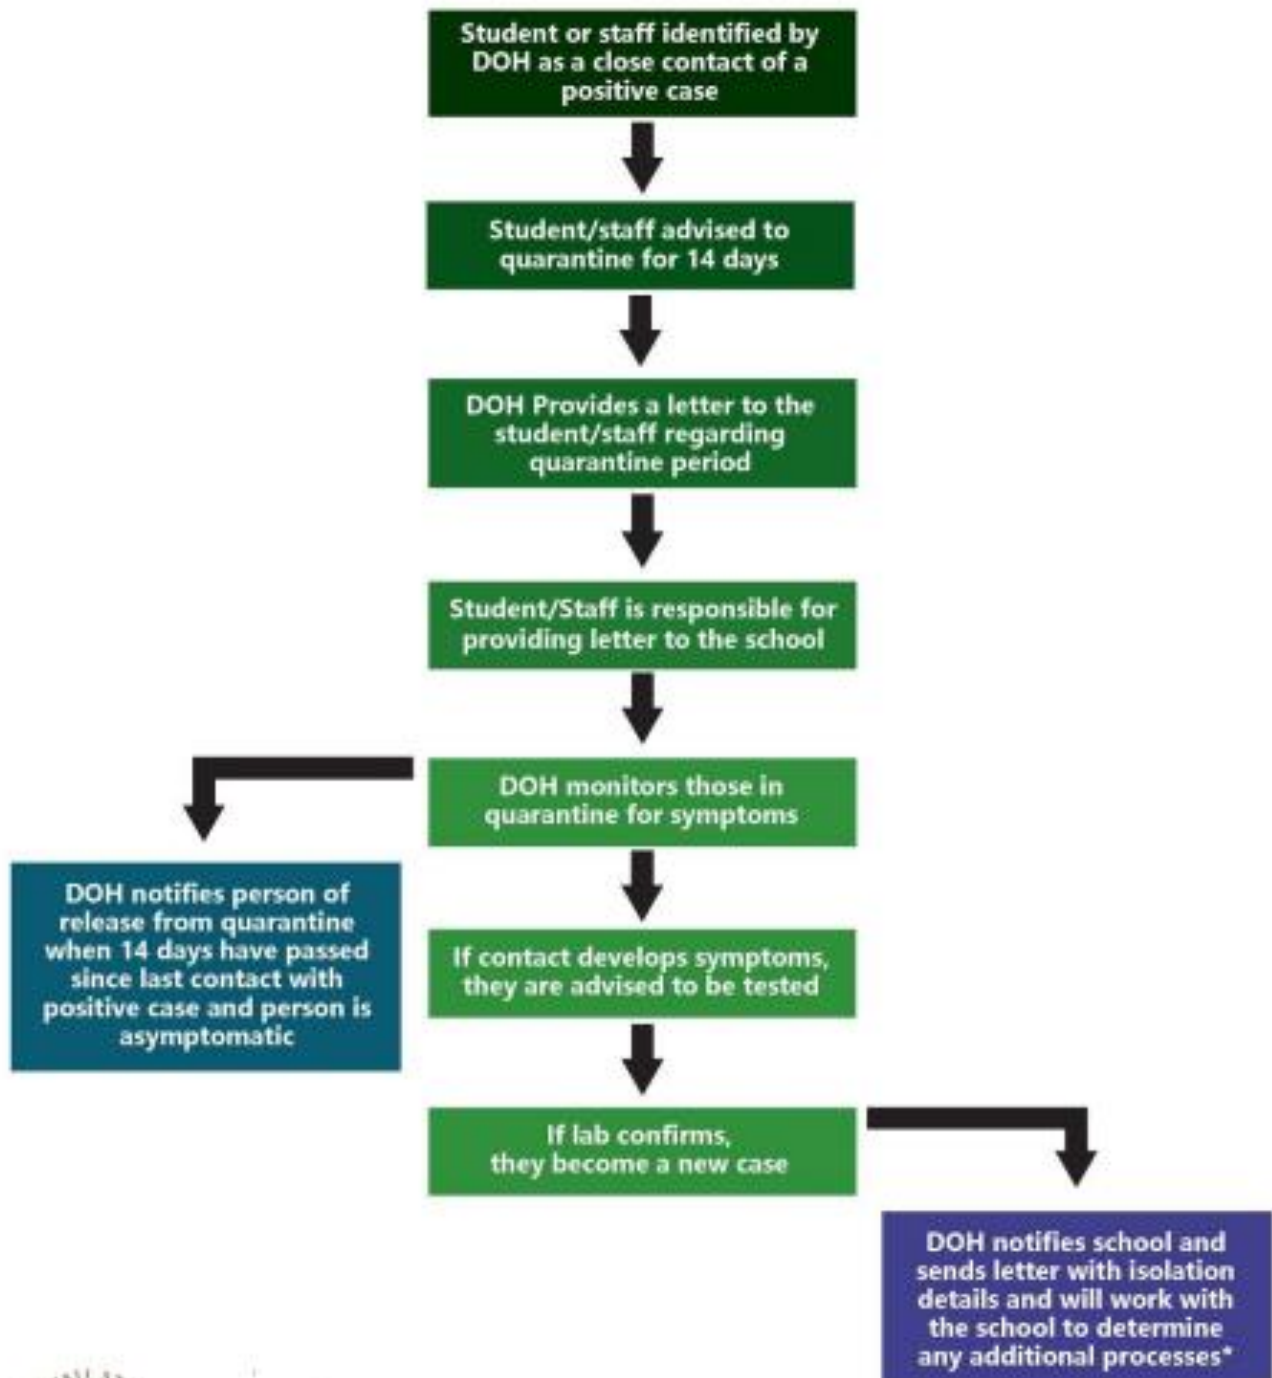 Student or staff identified by
DOH as a close contact of a
positive case
Student/staff advised to
quarantine for 14 days
DOH Provides a letter to the
student/staff regarding
quarantine period
Student/Staff is responsible for
providing letter to the school
DOH monitors those in
quarantine for symptoms
DOH notifies person of
release from quarantine
when 14 days have passed
since last contact with
positive case and person is
asymptomatic
If contact develops symptoms,
they are advised to be tested
If lab confirms,
they become a new case
DOH notifies school and
sends letter with isolation
details and will work with
the school to determine
any additional processes*